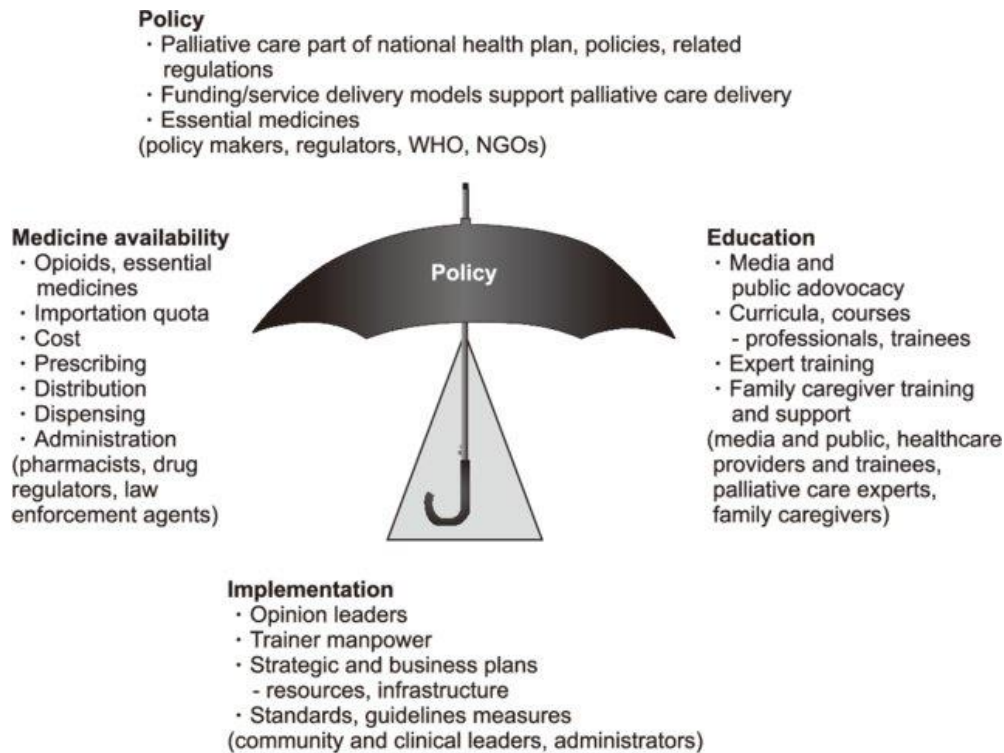 Policy
· Palliative care part of national health plan, policies, related
regulations
· Funding/service delivery models support palliative care delivery
· Essential medicines
(policy makers, regulators, WHO, NGOs)
Medicine availability
· Opioids, essential
medicines
· Importation quota
· Cost
· Prescribing
· Distribution
· Dispensing
· Administration
(pharmacists, drug
regulators, law
enforcement agents)
Policy
Education
· Media and
public adovocacy
· Curricula, courses
- professionals, trainees
· Expert training
· Family caregiver training
and support
(media and public, healthcare
providers and trainees,
palliative care experts,
family caregivers)
Implementation
· Opinion leaders
· Trainer manpower
· Strategic and business plans
- resources, infrastructure
· Standards, guidelines measures
(community and clinical leaders, administrators)